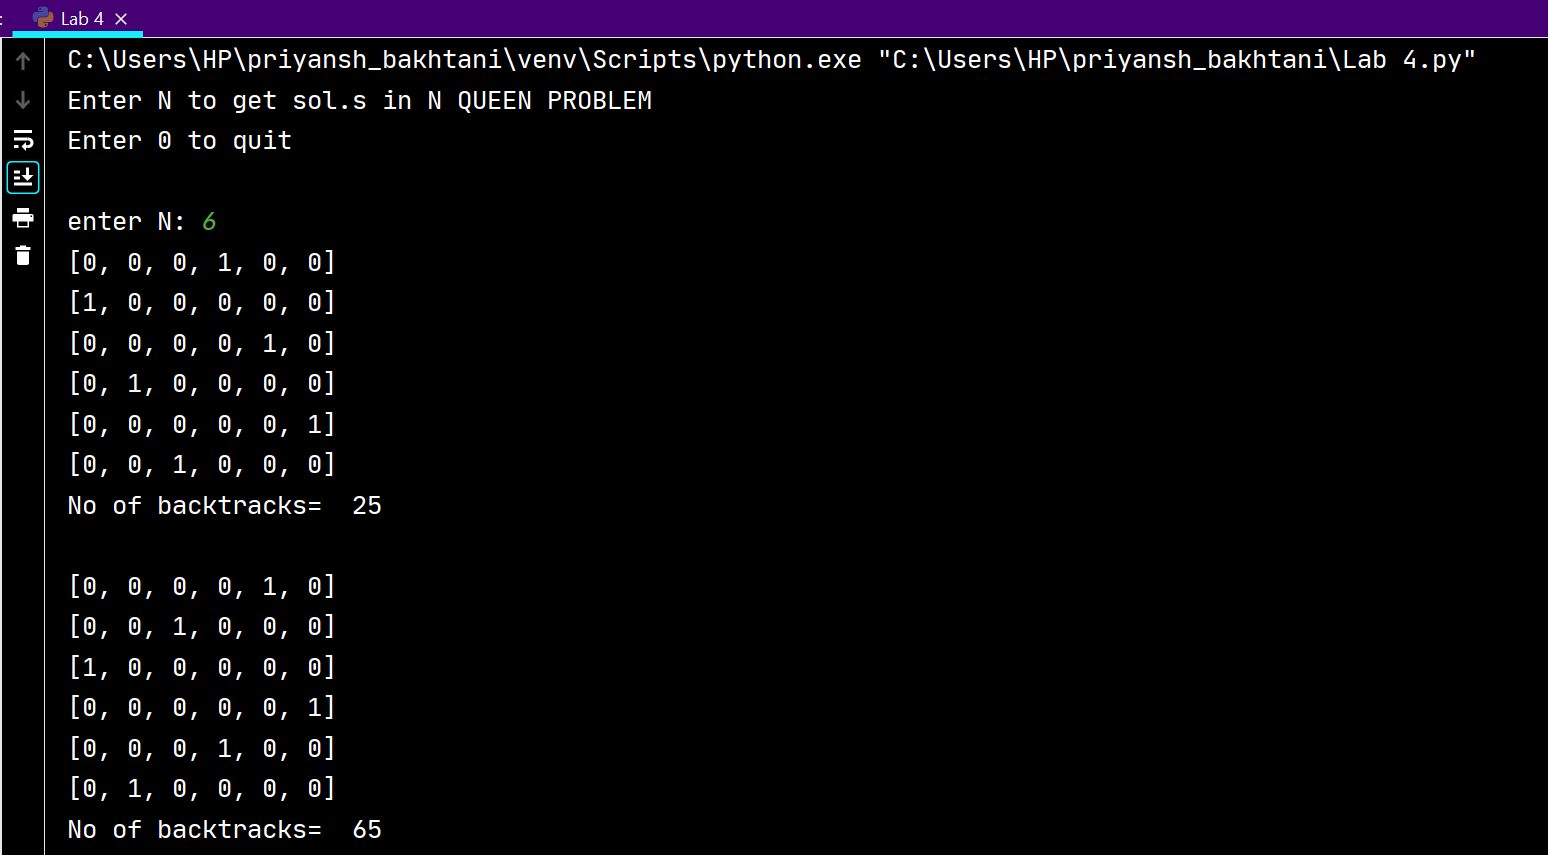 Lab 4
C:\Users\HP\priyansh_bakhtani\venv\Scripts\python.exe "C:\Users\HP\priyansh_bakhtani\Lab 4.py"
Enter N to get sol.s in N QUEEN PROBLEM
Enter 0 to quit
enter N: 6
[0, 0, 0, 1, 0, 0]
[1, 0, 0, 0, 0, 0]
[0, 0, 0, 0, 1, 0]
[0, 1, 0, 0, 0, 0]
[0, 0, 0, 0, 0, 1]
[0, 0, 1, 0, 0, 0]
No of backtracks=  25
[0, 0, 0, 0, 1, 0]
[0, 0, 1, 0, 0, 0]
[1, 0, 0, 0, 0, 0]
[0, 0, 0, 0, 0, 1]
[0, 0, 0, 1, 0, 0]
[0, 1, 0, 0, 0, 0]
No of backtracks=  65